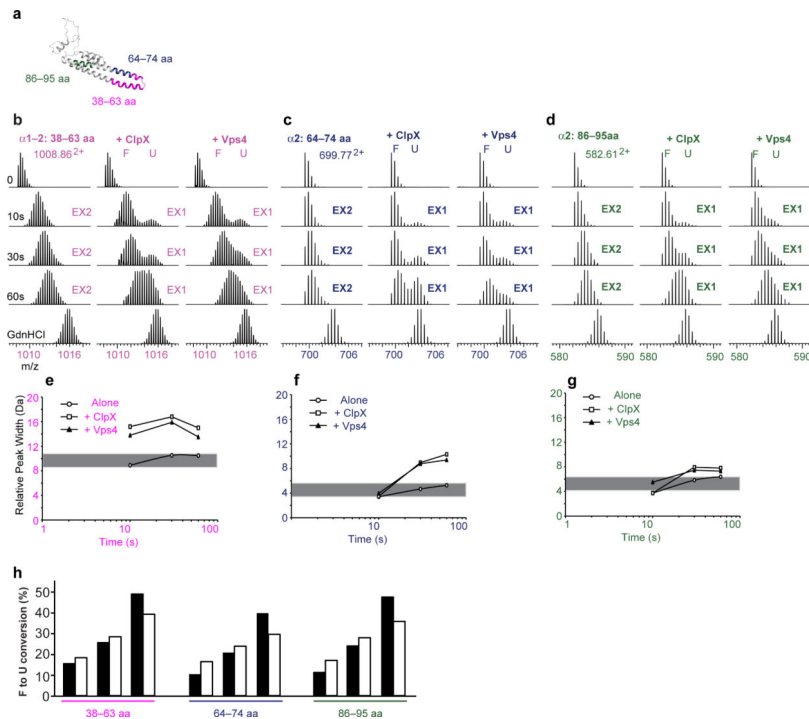 a
64–74 aa
86–95 aa
38–63 aa
b
c
d
α1–2: 38–63 aa + ClpX + Vps4
α2: 64–74 aa + ClpX + Vps4
α2: 86–95aa + ClpX + Vps4
1008.86²⁺ F U F U
699.77²⁺ F U F U
582.61²⁺ F U F U
0
10s EX2 EX1 EX1 EX2 EX1 EX1 EX2 EX1 EX1
30s EX2 EX1 EX1 EX2 EX1 EX1 EX2 EX1 EX1
60s EX2 EX1 EX1 EX2 EX1 EX1 EX2 EX1 EX1
GdnHCl
1010 1016 1010 1016 1010 1016 700 706 700 706 700 706 580 590 580 590 580 590
m/z
e
Relative Peak Width (Da)
20
16
12
8
4
0
Alone
+ ClpX
+ Vps4
1 10 100
Time (s)
f
20
16
12
8
4
0
Alone
+ ClpX
+ Vps4
1 10 100
Time (s)
g
20
16
12
8
4
0
Alone
+ ClpX
+ Vps4
1 10 100
Time (s)
h
F to U conversion (%)
50
40
30
20
10
0
38–63 aa 64–74 aa 86–95 aa